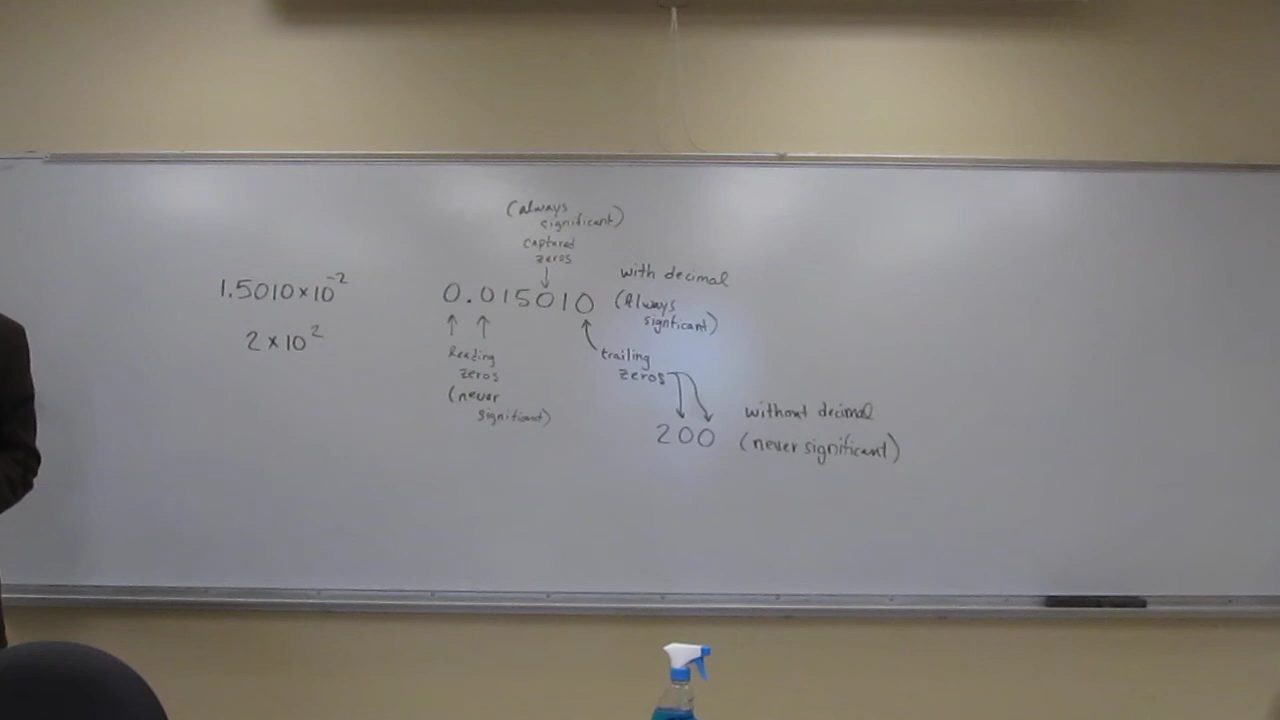 (always
significant)
captured
zeros
1.5010×10⁻²
0.015010
with decimal
(Always
signficant)
2×10²
leading
zeros
(never
significant)
trailing
zeros
200
without decimal
(never significant)